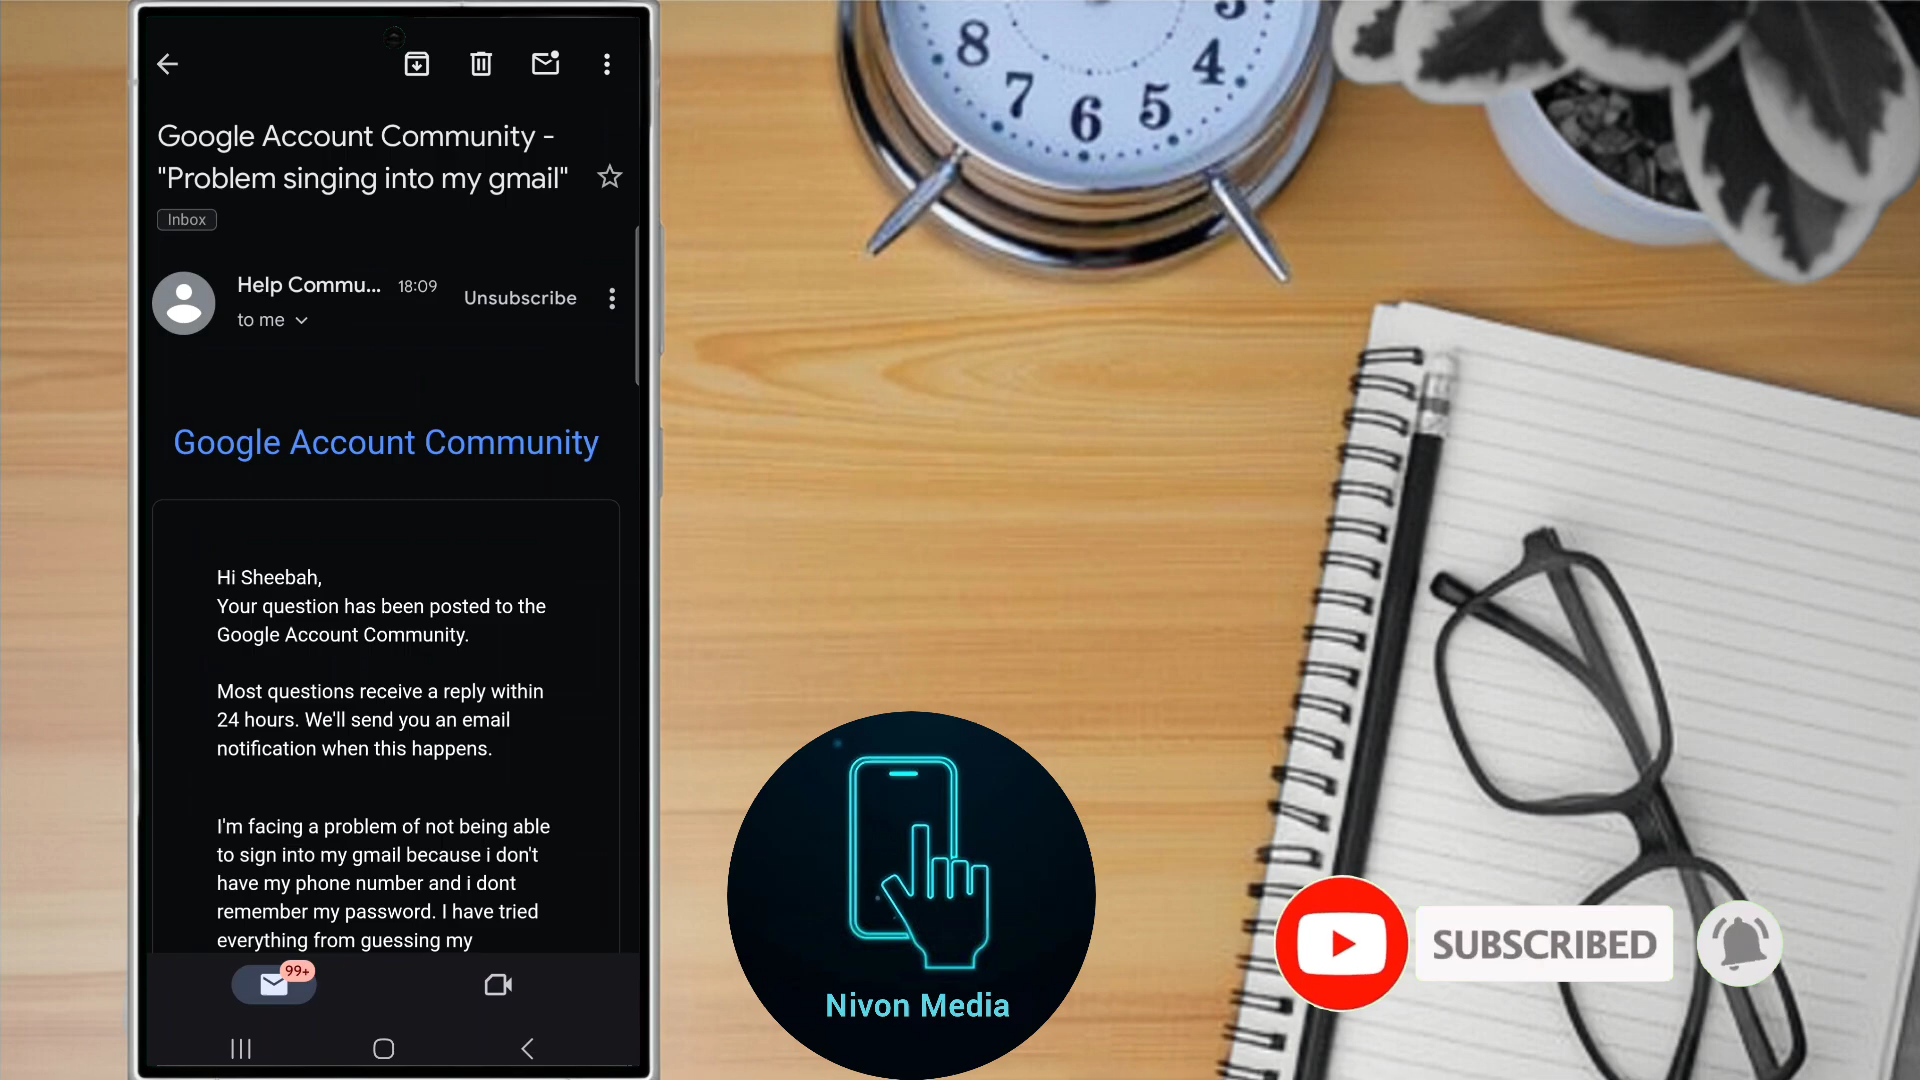 Google Account Community -
"Problem singing into my gmail"
Inbox
Help Commu... 18:09
Unsubscribe
to me
Google Account Community
Hi Sheebah,
Your question has been posted to the
Google Account Community.
Most questions receive a reply within
24 hours. We'll send you an email
notification when this happens.
I'm facing a problem of not being able
to sign into my gmail because i don't
have my phone number and i dont
remember my password. I have tried
everything from guessing my
99+
8 7 6 5 4 3
Nivon Media
SUBSCRIBED